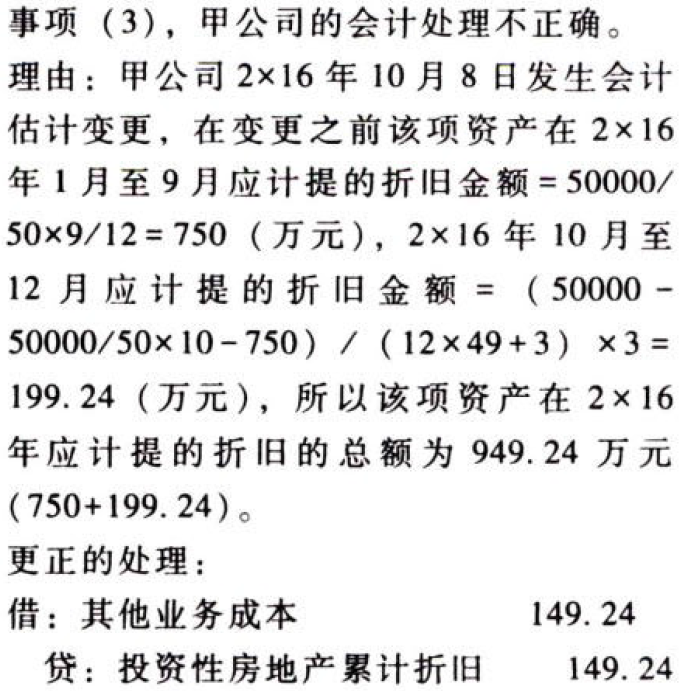 事项（3），甲公司的会计处理不正确。
理由：甲公司 2×16 年 10 月 8 日发生会计
估计变更，在变更之前该项资产在 2×16
年 1 月至 9 月应计提的折旧金额＝50000/
50×9/12＝750（万元），2×16 年 10 月至
12 月应计提的折旧金额＝（50000－
50000/50×10－750）/（12×49＋3）×3＝
199.24（万元），所以该项资产在 2×16
年应计提的折旧的总额为 949.24 万元
(750+199.24)。
更正的处理：
借：其他业务成本 149.24
贷：投资性房地产累计折旧 149.24